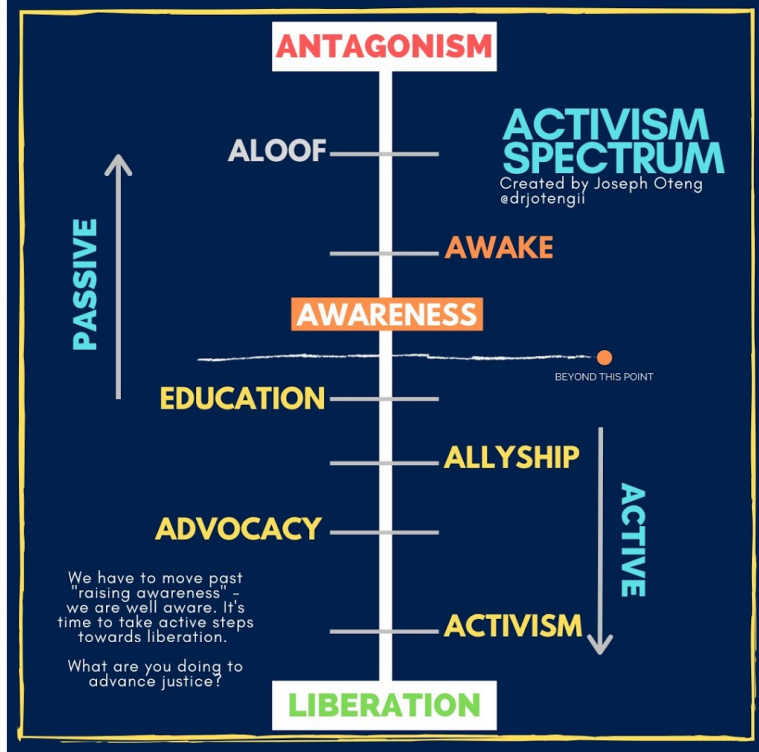 ANTAGONISM
ACTIVISM
SPECTRUM
Created by Joseph Oteng
@drjotengii
ALOOF
AWAKE
PASSIVE
AWARENESS
BEYOND THIS POINT
EDUCATION
ALLYSHIP
ACTIVE
ADVOCACY
ACTIVISM
We have to move past
"raising awareness" -
we are well aware. It's
time to take active steps
towards liberation.
What are you doing to
advance justice?
LIBERATION